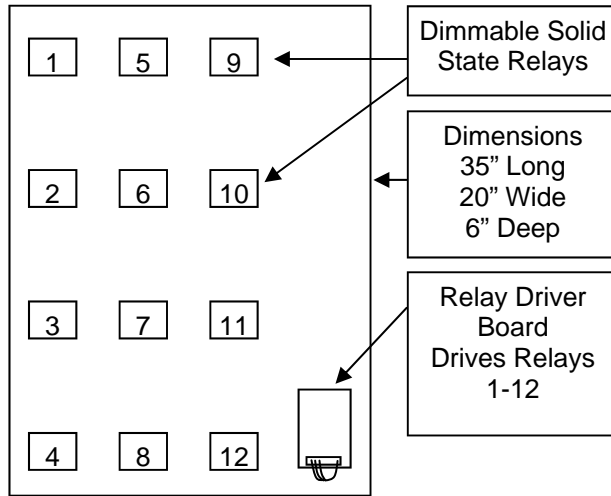 1 5 9
2 6 10
3 7 11
4 8 12
Dimmable Solid
State Relays
Dimensions
35” Long
20” Wide
6” Deep
Relay Driver
Board
Drives Relays
1-12